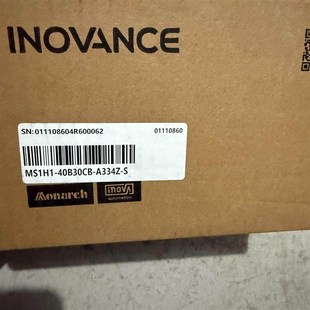 INOVANCE
SN:011108604R600062 01110860
MS1H1-40B30CB-A334Z-S
Monarch INOVA
automation